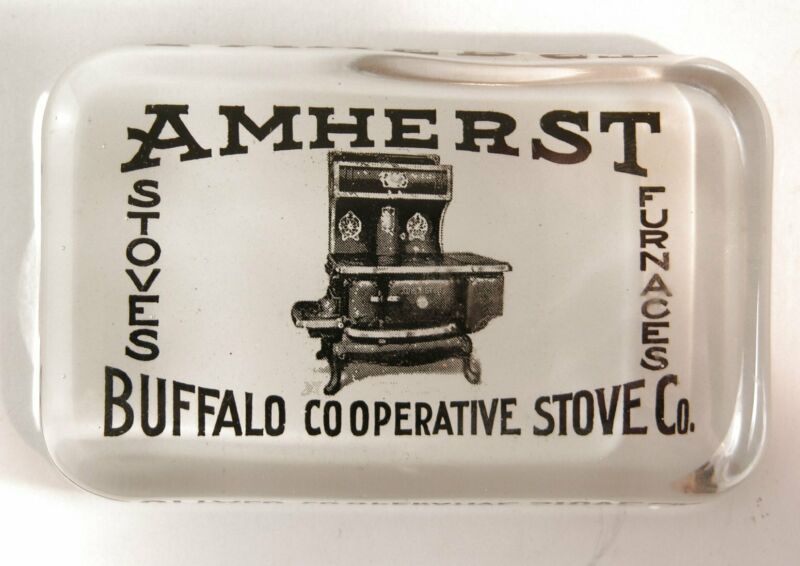 AMHERST
STOVES
FURNACES
BUFFALO COOPERATIVE STOVE CO.